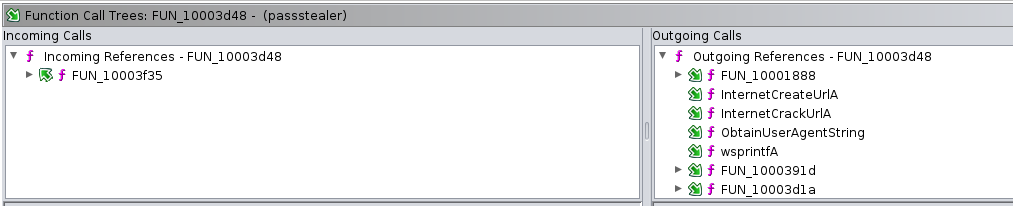 Function Call Trees: FUN_10003d48 - (passstealer)
Incoming Calls
f Incoming References - FUN_10003d48
f FUN_10003f35
Outgoing Calls
f Outgoing References - FUN_10003d48
f FUN_10001888
f InternetCreateUrlA
f InternetCrackUrlA
f ObtainUserAgentString
f wsprintfA
f FUN_1000391d
f FUN_10003d1a